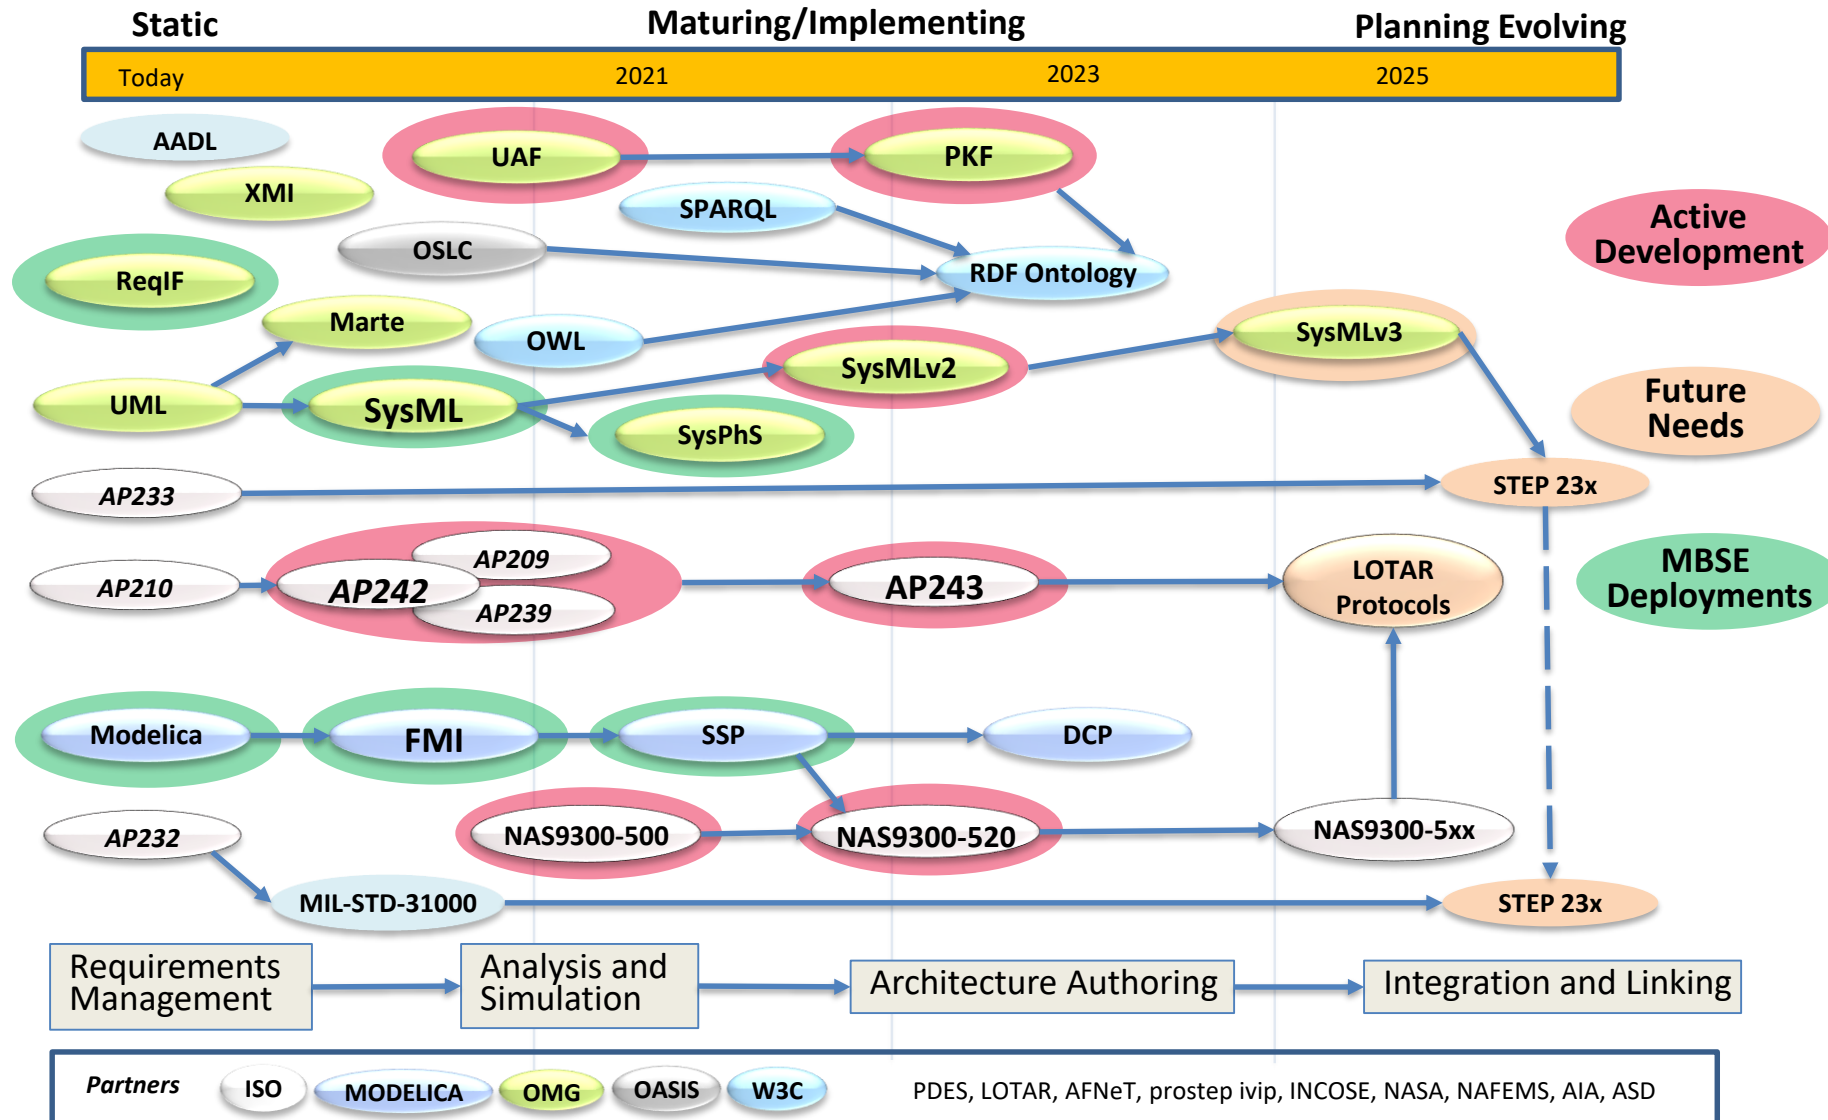 Static
Maturing/Implementing
Planning Evolving
Today
2021
2023
2025
AADL
UAF
PKF
XMI
SPARQL
Active
Development
OSLC
ReqIF
RDF Ontology
Marte
OWL
SysMLv2
SysMLv3
UML
SysML
SysPhS
Future
Needs
AP233
STEP 23x
AP210
AP242
AP209
AP239
AP243
LOTAR
Protocols
MBSE
Deployments
Modelica
FMI
SSP
DCP
AP232
NAS9300-500
NAS9300-520
NAS9300-5xx
MIL-STD-31000
STEP 23x
Requirements
Management
Analysis and
Simulation
Architecture Authoring
Integration and Linking
Partners
ISO
MODELICA
OMG
OASIS
W3C
PDES, LOTAR, AFNeT, prostep ivip, INCOSE, NASA, NAFEMS, AIA, ASD